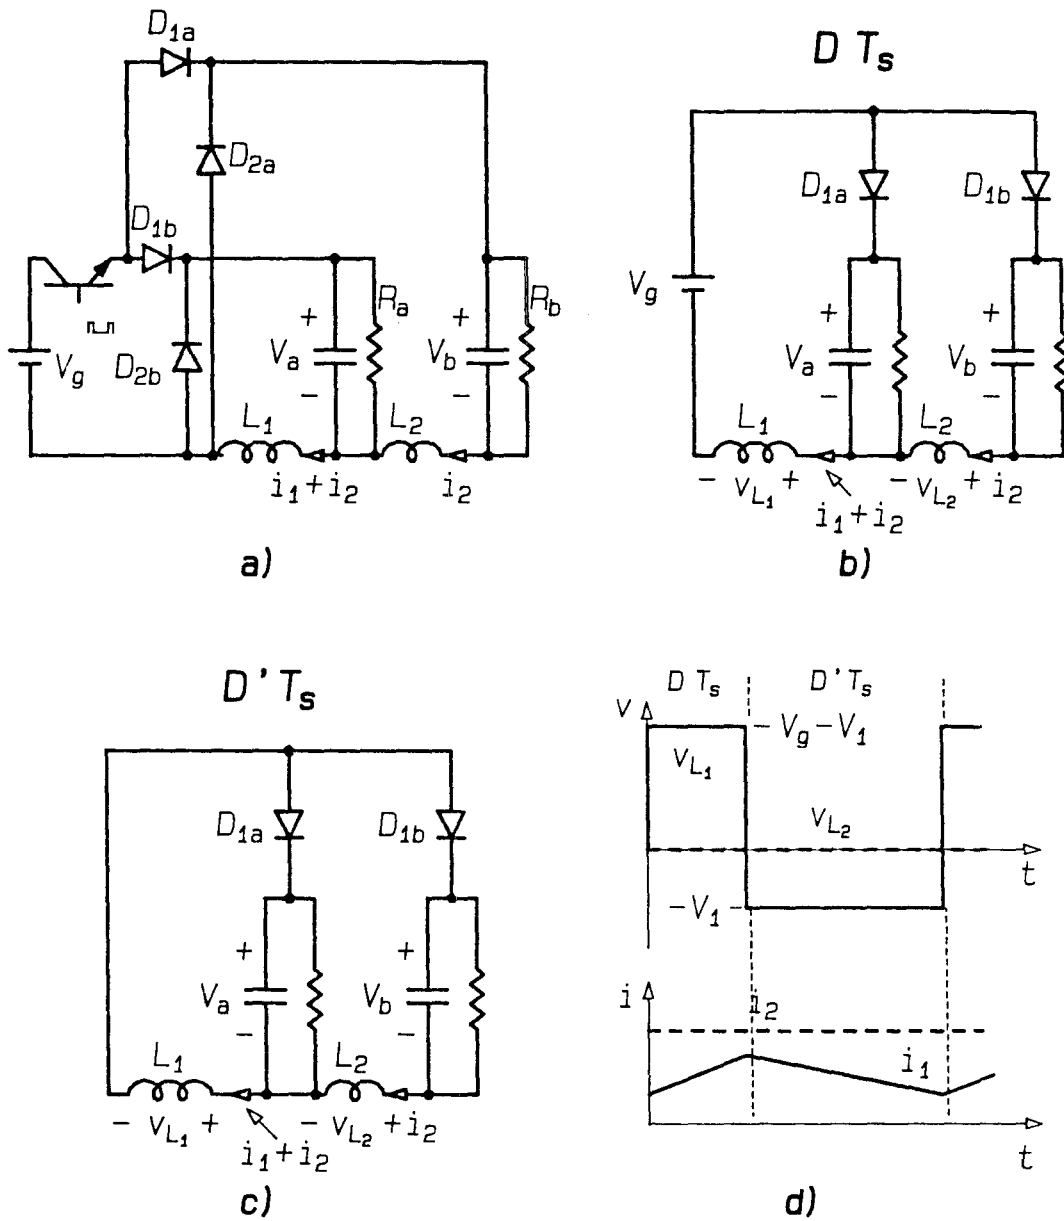 D1a
D2a
D1b
D2b
Vg
Va
+
-
Ra
Vb
+
-
Rb
L1
L2
i1+i2
i2
a)
D Ts
D1a
D1b
Vg
+
Va
-
+
Vb
-
L1
L2
- vL1 +
- vL2 + i2
i1+i2
b)
D' Ts
D1a
D1b
+
Va
-
+
Vb
-
L1
L2
- vL1 +
- vL2 + i2
i1+i2
c)
D Ts
D' Ts
v
- Vg - V1
vL1
vL2
t
- V1 -
i
i2
i1
t
d)